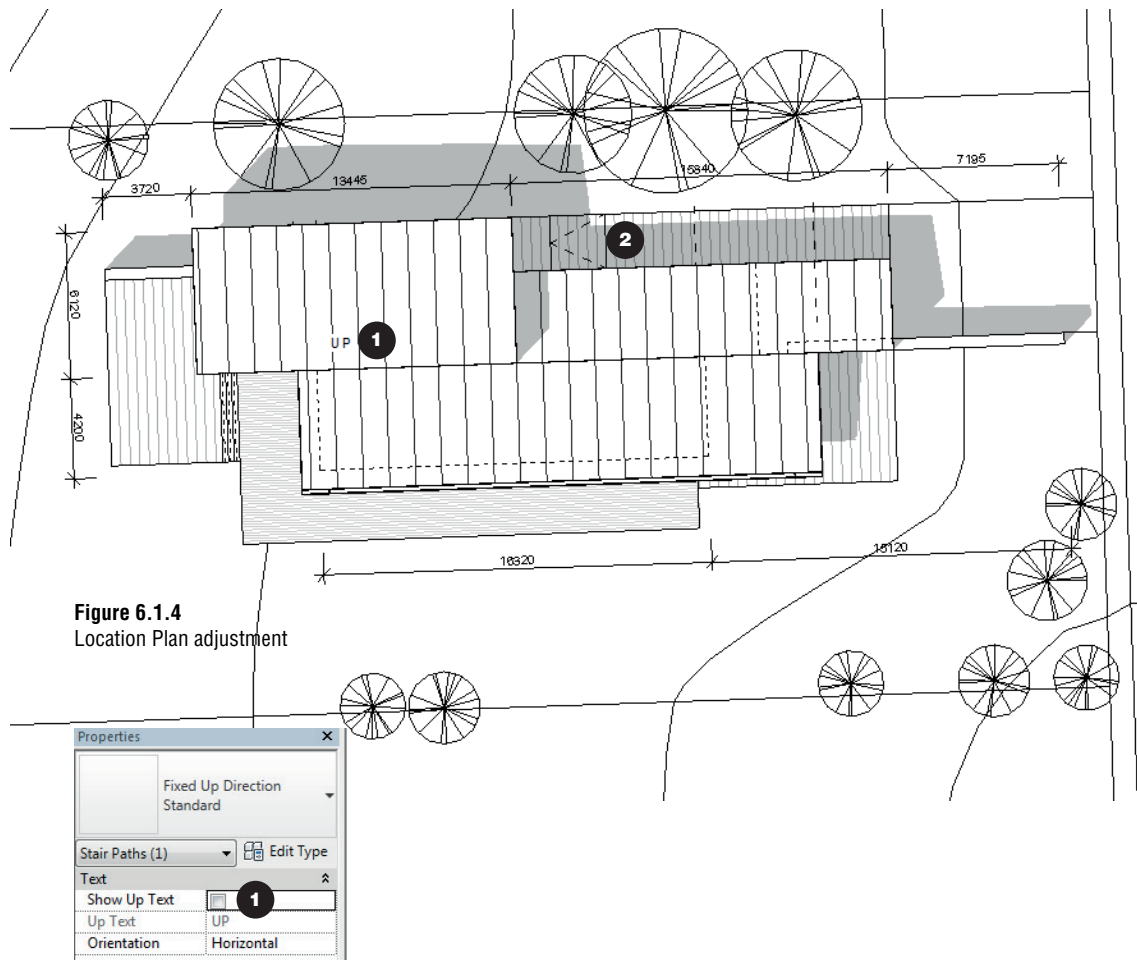 7195
15840
13445
3720
2
6120
UP
1
4200
15120
16320
Figure 6.1.4
Location Plan adjustment
Properties
Fixed Up Direction
Standard
Stair Paths (1)
Edit Type
Text
Show Up Text
1
Up Text UP
Orientation Horizontal